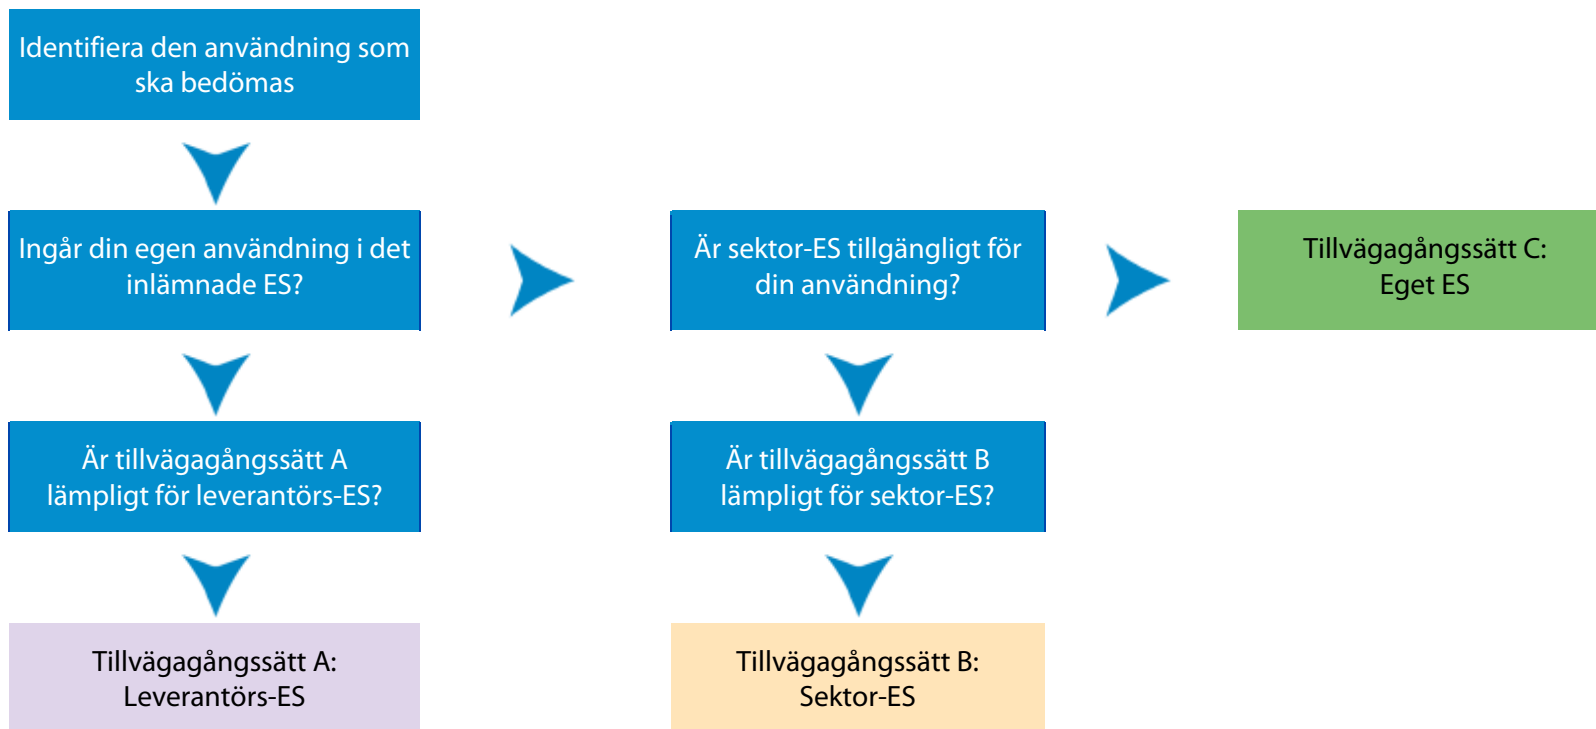 Identifiera den användning som
ska bedömas
Ingår din egen användning i det
inlämnade ES?
Är sektor-ES tillgängligt för
din användning?
Tillvägagångssätt C:
Eget ES
Är tillvägagångssätt A
lämpligt för leverantörs-ES?
Är tillvägagångssätt B
lämpligt för sektor-ES?
Tillvägagångssätt A:
Leverantörs-ES
Tillvägagångssätt B:
Sektor-ES